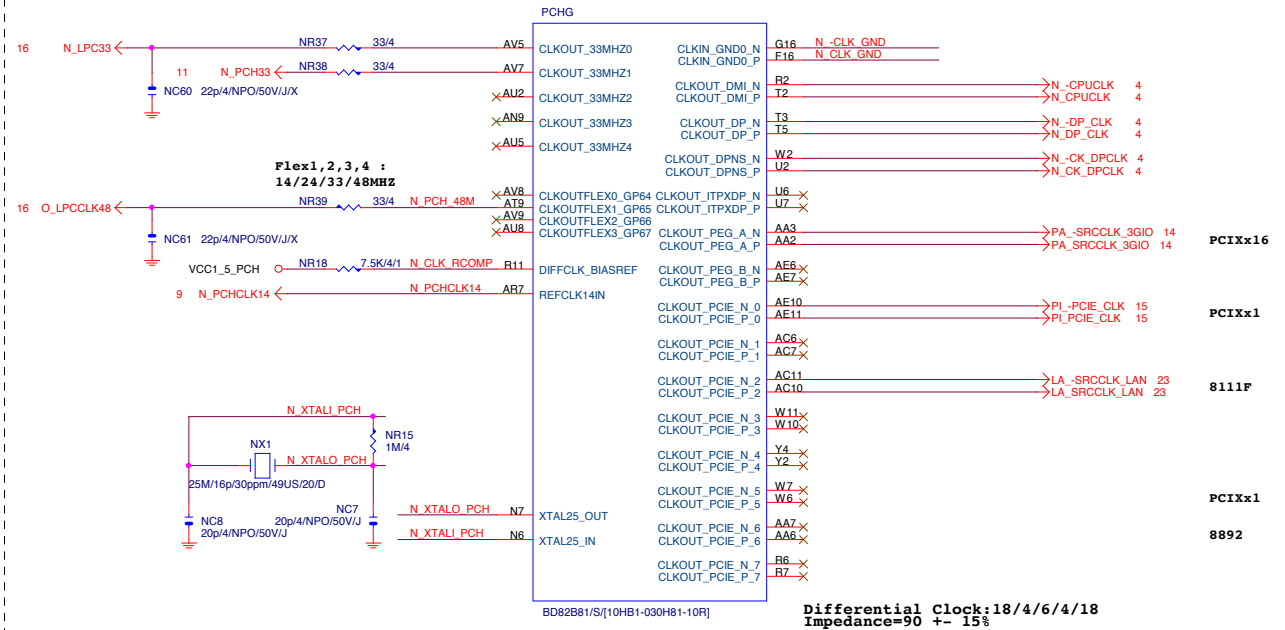 PCHG
16 N_LPC33 NR37 33/4 AV5 CLKOUT_33MHZ0 CLKIN_GND0_N G16 N_-CLK_GND
CLKIN_GND0_P F16 N_CLK_GND
11 N_PCH33 NR38 33/4 AV7 CLKOUT_33MHZ1
NC60 22p/4/NPO/50V/J/X
CLKOUT_DMI_N R2 N_-CPUCLK 4
AU2 CLKOUT_33MHZ2 CLKOUT_DMI_P T2 N_CPUCLK 4
AN9 CLKOUT_33MHZ3 CLKOUT_DP_N T3 N_-DP_CLK 4
CLKOUT_DP_P T5 N_DP_CLK 4
AU5 CLKOUT_33MHZ4
CLKOUT_DPNS_N W2 N_-CK_DPCLK 4
CLKOUT_DPNS_P U2 N_CK_DPCLK 4
Flex1,2,3,4 :
14/24/33/48MHZ
AV8 CLKOUTFLEX0_GP64 CLKOUT_ITPXDP_N U6
16 O_LPCCLK48 NR39 33/4 N_PCH_48M AT9 CLKOUTFLEX1_GP65 CLKOUT_ITPXDP_P U7
AV9 CLKOUTFLEX2_GP66
AU8 CLKOUTFLEX3_GP67 CLKOUT_PEG_A_N AA3 PA_-SRCCLK_3GIO 14
CLKOUT_PEG_A_P AA2 PA_SRCCLK_3GIO 14
PCIXx16
NC61 22p/4/NPO/50V/J/X
VCC1_5_PCH NR18 7.5K/4/1 N_CLK_RCOMP R11 DIFFCLK_BIASREF CLKOUT_PEG_B_N AE6
CLKOUT_PEG_B_P AE7
9 N_PCHCLK14 N_PCHCLK14 AR7 REFCLK14IN
CLKOUT_PCIE_N_0 AE10 PI_-PCIE_CLK 15
CLKOUT_PCIE_P_0 AE11 PI_PCIE_CLK 15
PCIXx1
CLKOUT_PCIE_N_1 AC6
CLKOUT_PCIE_P_1 AC7
CLKOUT_PCIE_N_2 AC11 LA_-SRCCLK_LAN 23
CLKOUT_PCIE_P_2 AC10 LA_SRCCLK_LAN 23
8111F
N_XTALI_PCH
CLKOUT_PCIE_N_3 W11
CLKOUT_PCIE_P_3 W10
NR15
1M/4
NX1
N_XTALO_PCH
CLKOUT_PCIE_N_4 Y4
CLKOUT_PCIE_P_4 Y2
25M/16p/30ppm/49US/20/D
CLKOUT_PCIE_N_5 W7
CLKOUT_PCIE_P_5 W6
PCIXx1
NC8
20p/4/NPO/50V/J
NC7
20p/4/NPO/50V/J
N_XTALO_PCH N7 XTAL25_OUT
CLKOUT_PCIE_N_6 AA7
CLKOUT_PCIE_P_6 AA6
8892
N_XTALI_PCH N6 XTAL25_IN
CLKOUT_PCIE_N_7 R6
CLKOUT_PCIE_P_7 R7
BD82B81/S/[10HB1-030H81-10R]
Differential Clock:18/4/6/4/18
Impedance=90 +- 15%